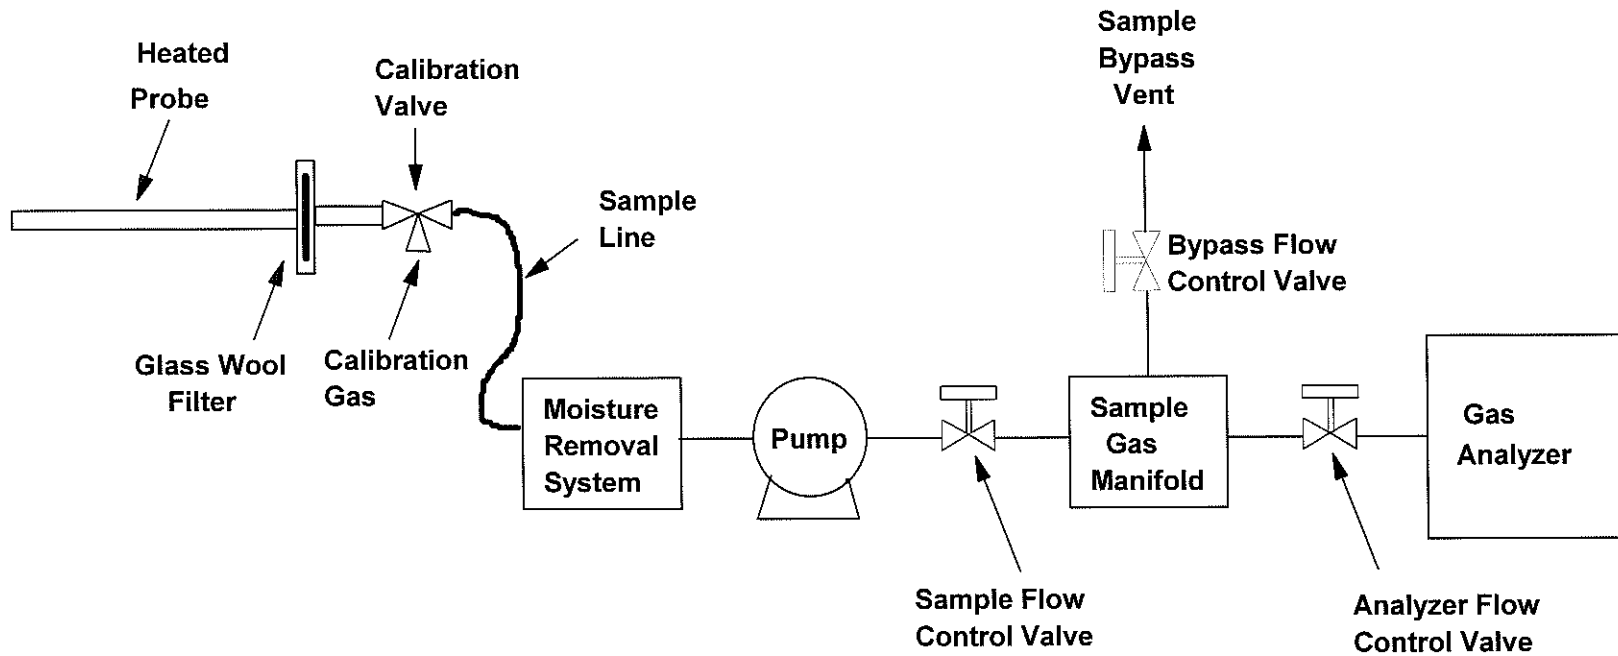 Heated
Probe
Calibration
Valve
Sample
Bypass
Vent
Sample
Line
Bypass Flow
Control Valve
Glass Wool
Filter
Calibration
Gas
Moisture
Removal
System
Pump
Sample
Gas
Manifold
Gas
Analyzer
Sample Flow
Control Valve
Analyzer Flow
Control Valve